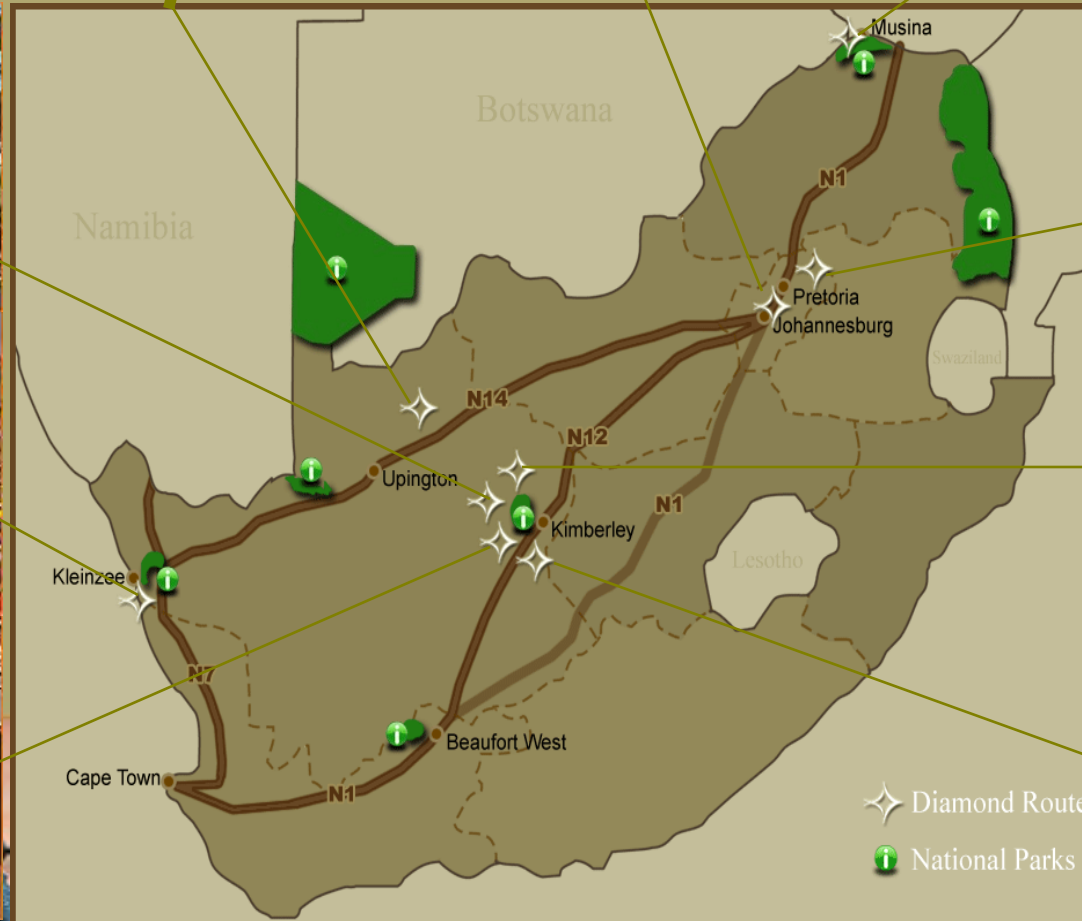 Musina
Botswana
N1
Namibia
Pretoria
Johannesburg
Swaziland
N14
N12
Upington
N1
Kimberley
Lesotho
Kleinzee
N7
Beaufort West
Cape Town
N1
Diamond Route
National Parks